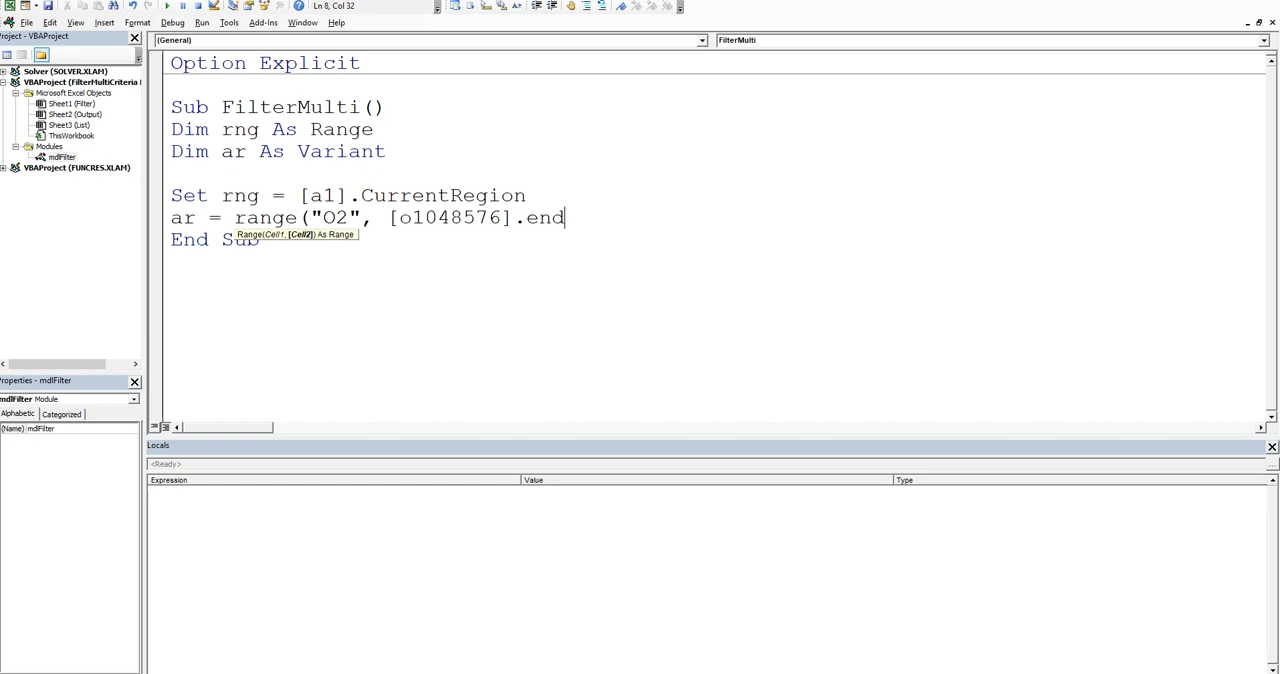 Ln 8, Col 32
File Edit View Insert Format Debug Run Tools Add-Ins Window Help
Project - VBAProject
(General)
FilterMulti
Solver (SOLVER.XLAM)
VBAProject (FilterMultiCriteria
Microsoft Excel Objects
Sheet1 (Filter)
Sheet2 (Output)
Sheet3 (List)
ThisWorkbook
Modules
mdlFilter
VBAProject (FUNCRES.XLAM)
Option Explicit
Sub FilterMulti()
Dim rng As Range
Dim ar As Variant
Set rng = [a1].CurrentRegion
ar = range("O2", [o1048576].end
Range(Cell1, [Cell2]) As Range
End Sub
Properties - mdlFilter
mdlFilter Module
Alphabetic Categorized
(Name) mdlFilter
Locals
<Ready>
Expression Value Type